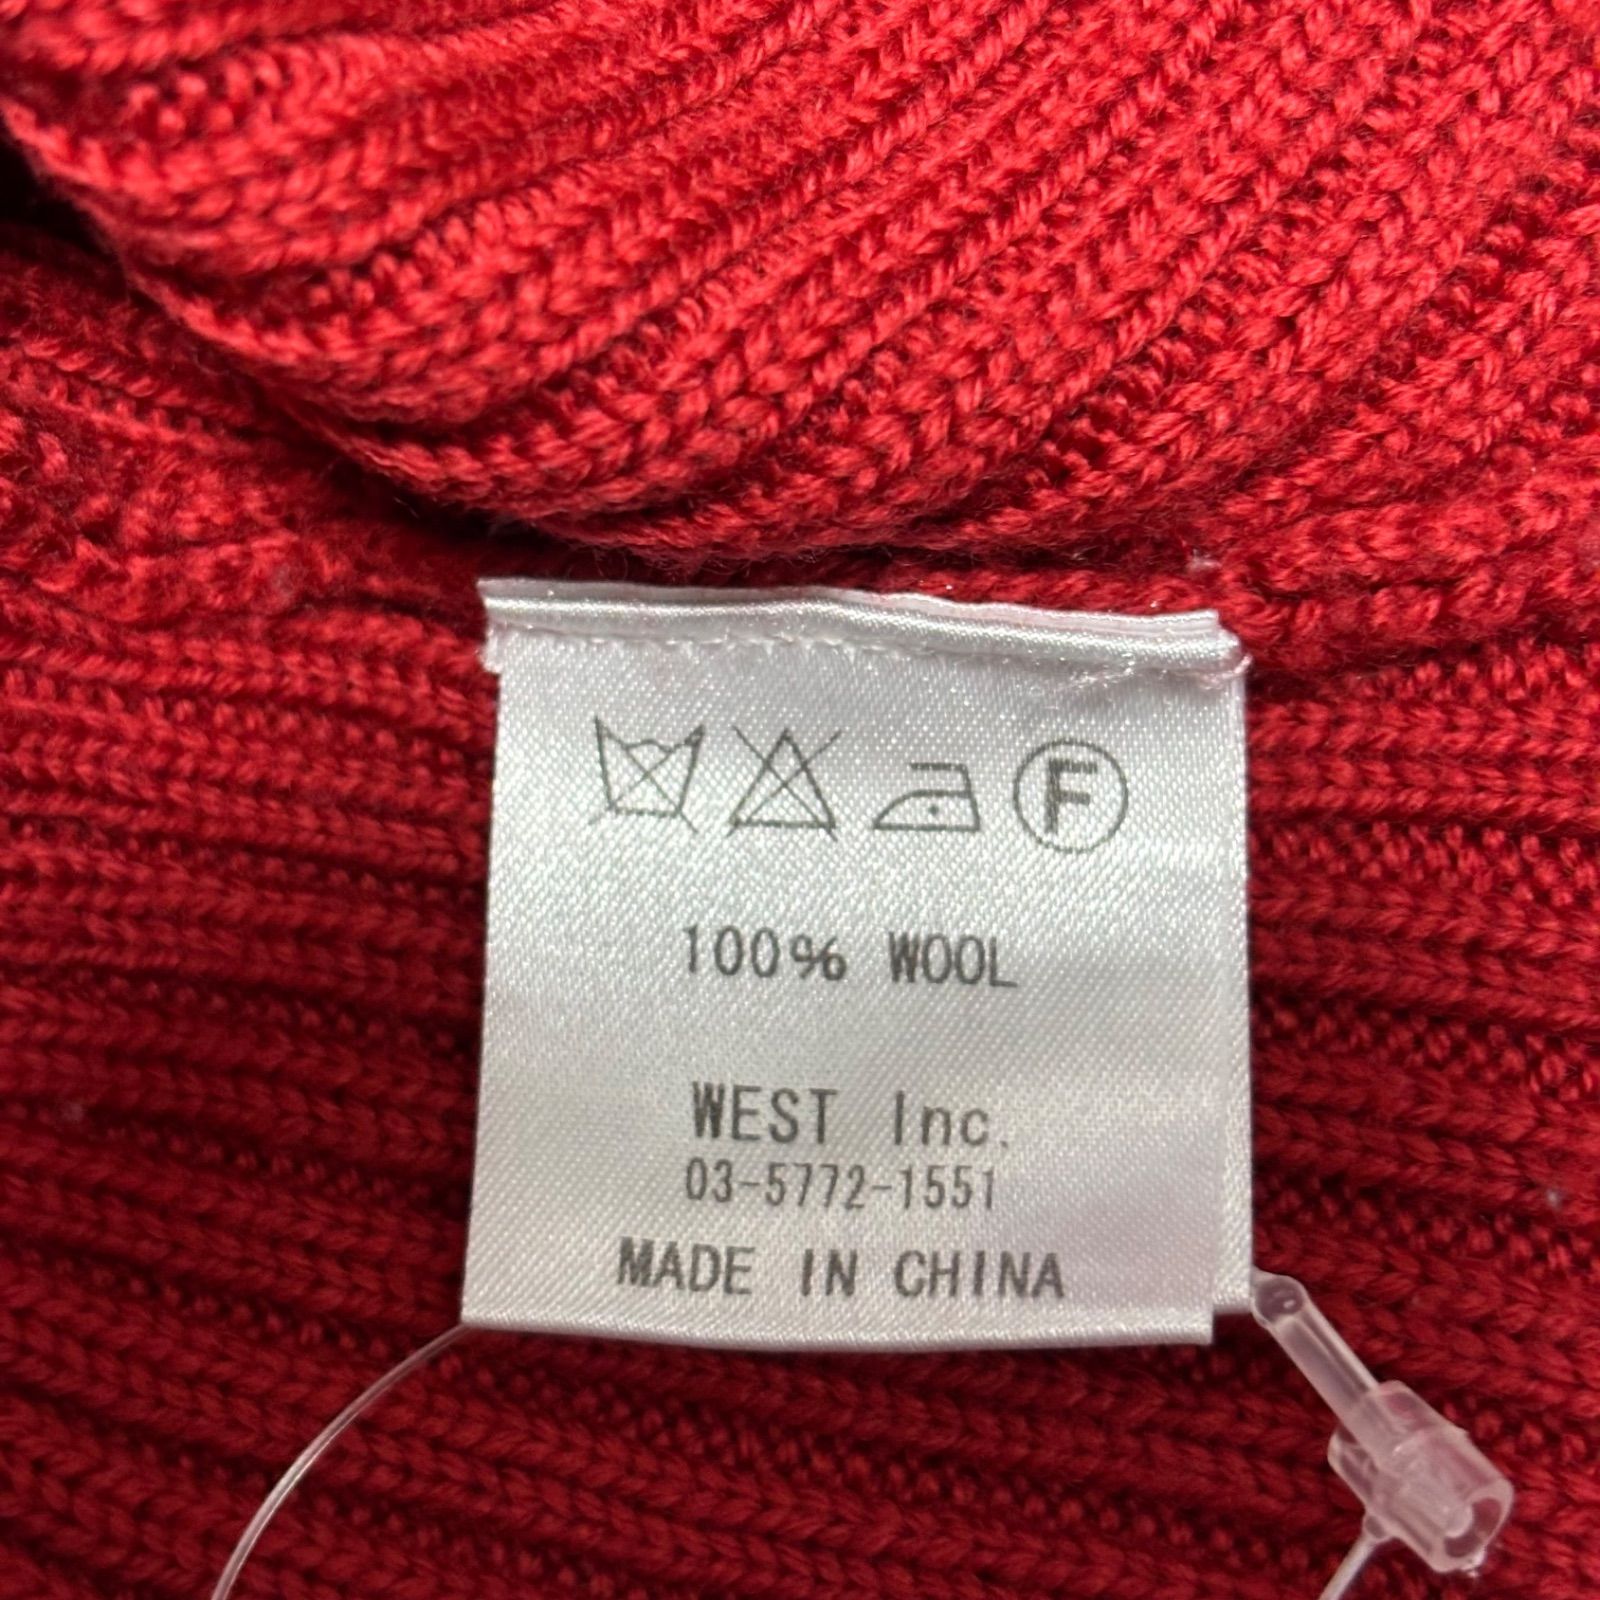 F
100% WOOL
WEST Inc.
03-5772-1551
MADE IN CHINA